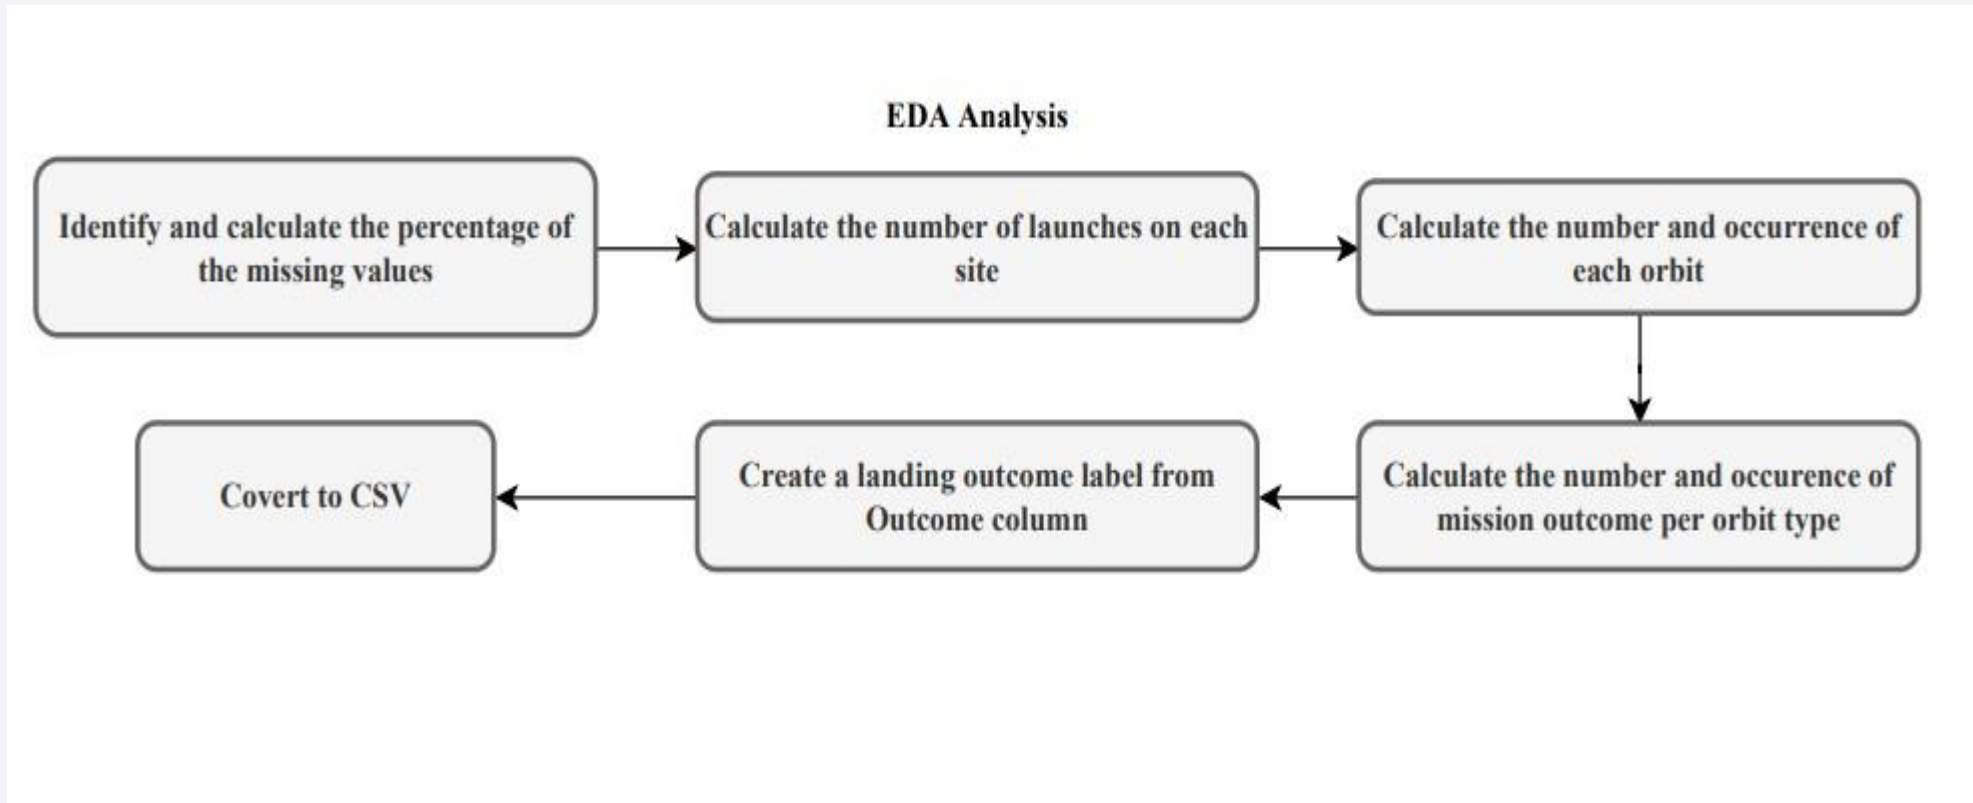 EDA Analysis
Identify and calculate the percentage of
the missing values
Calculate the number of launches on each
site
Calculate the number and occurrence of
each orbit
Calculate the number and occurence of
mission outcome per orbit type
Create a landing outcome label from
Outcome column
Covert to CSV